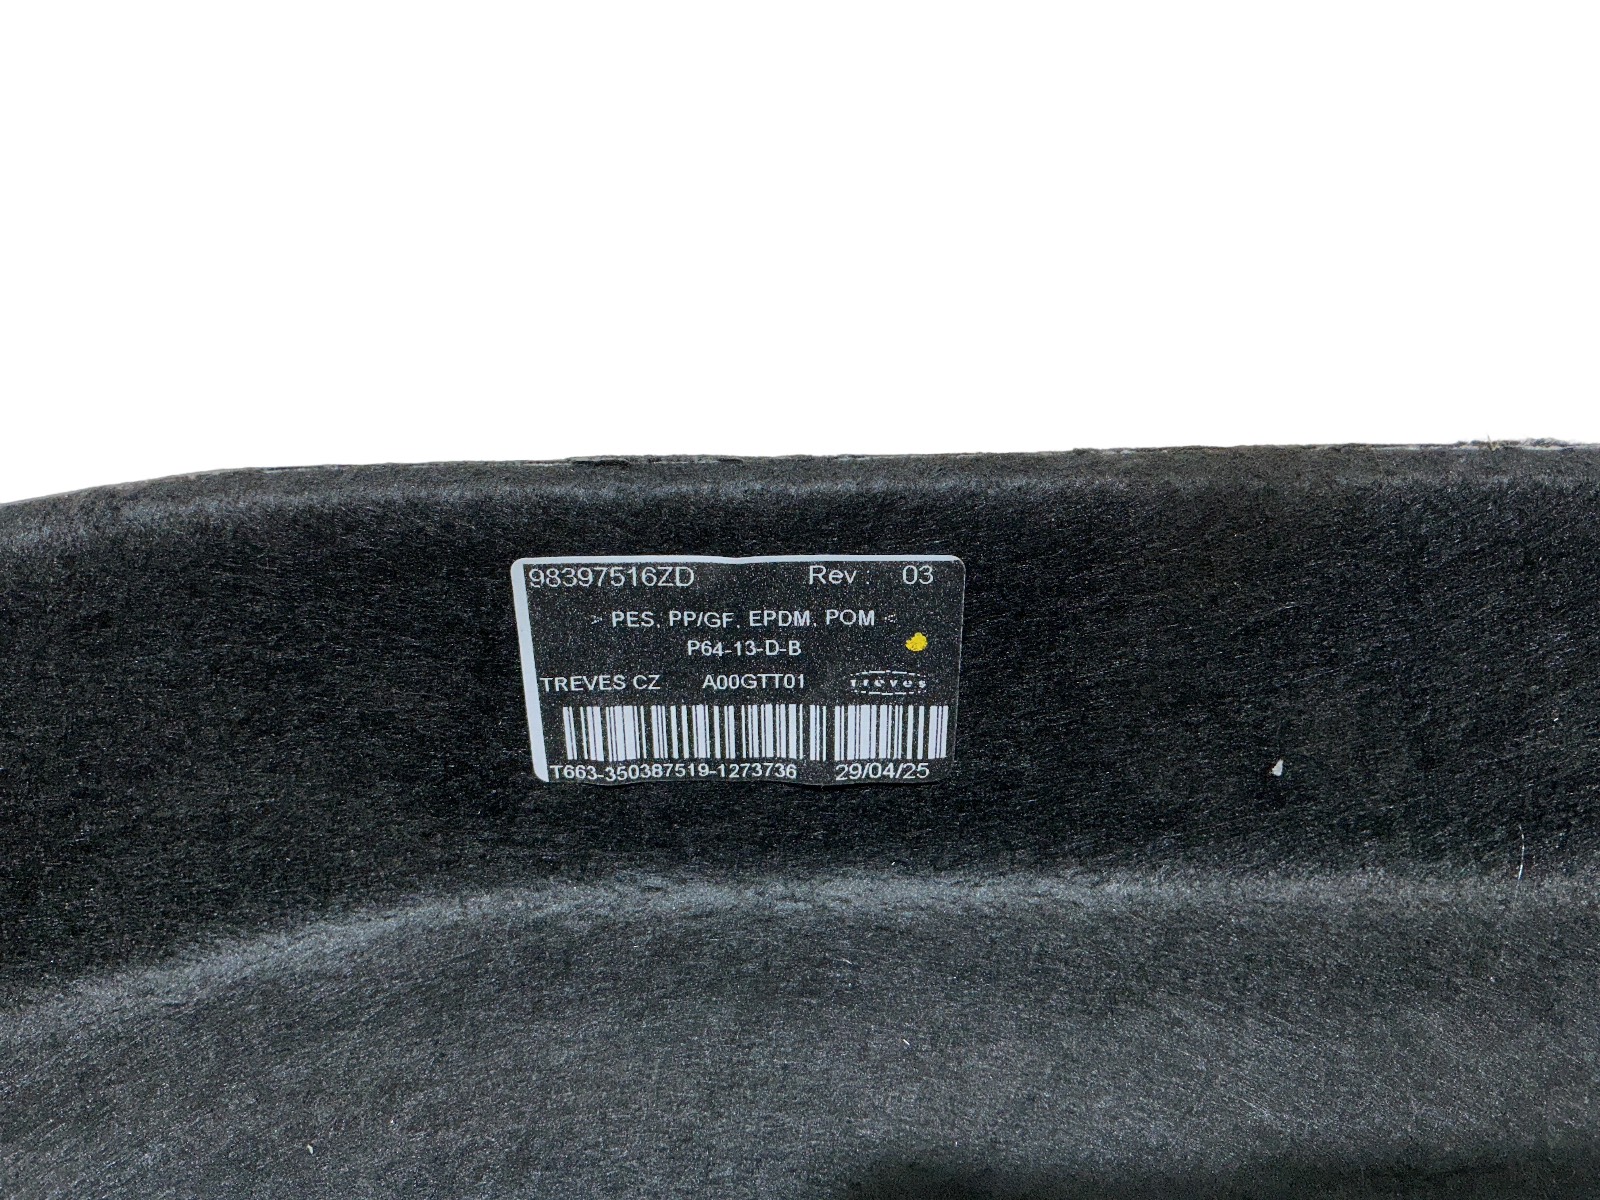 98397516ZD Rev : 03
> PES, PP/GF, EPDM, POM <
P64-13-D-B
TREVES CZ A00GTT01 treves
T663-350387519-1273736 29/04/25